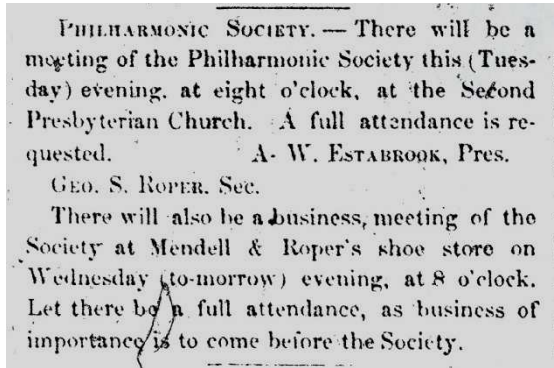 PHILHARMONIC SOCIETY. — There will be a
meeting of the Philharmonic Society this (Tues-
day) evening, at eight o'clock, at the Second
Presbyterian Church. A full attendance is re-
quested. A. W. ESTABROOK, Pres.
GEO. S. ROPER, Sec.
There will also be a business meeting of the
Society at Mendell & Roper's shoe store on
Wednesday (to-morrow) evening, at 8 o'clock.
Let there be a full attendance, as business of
importance is to come before the Society.